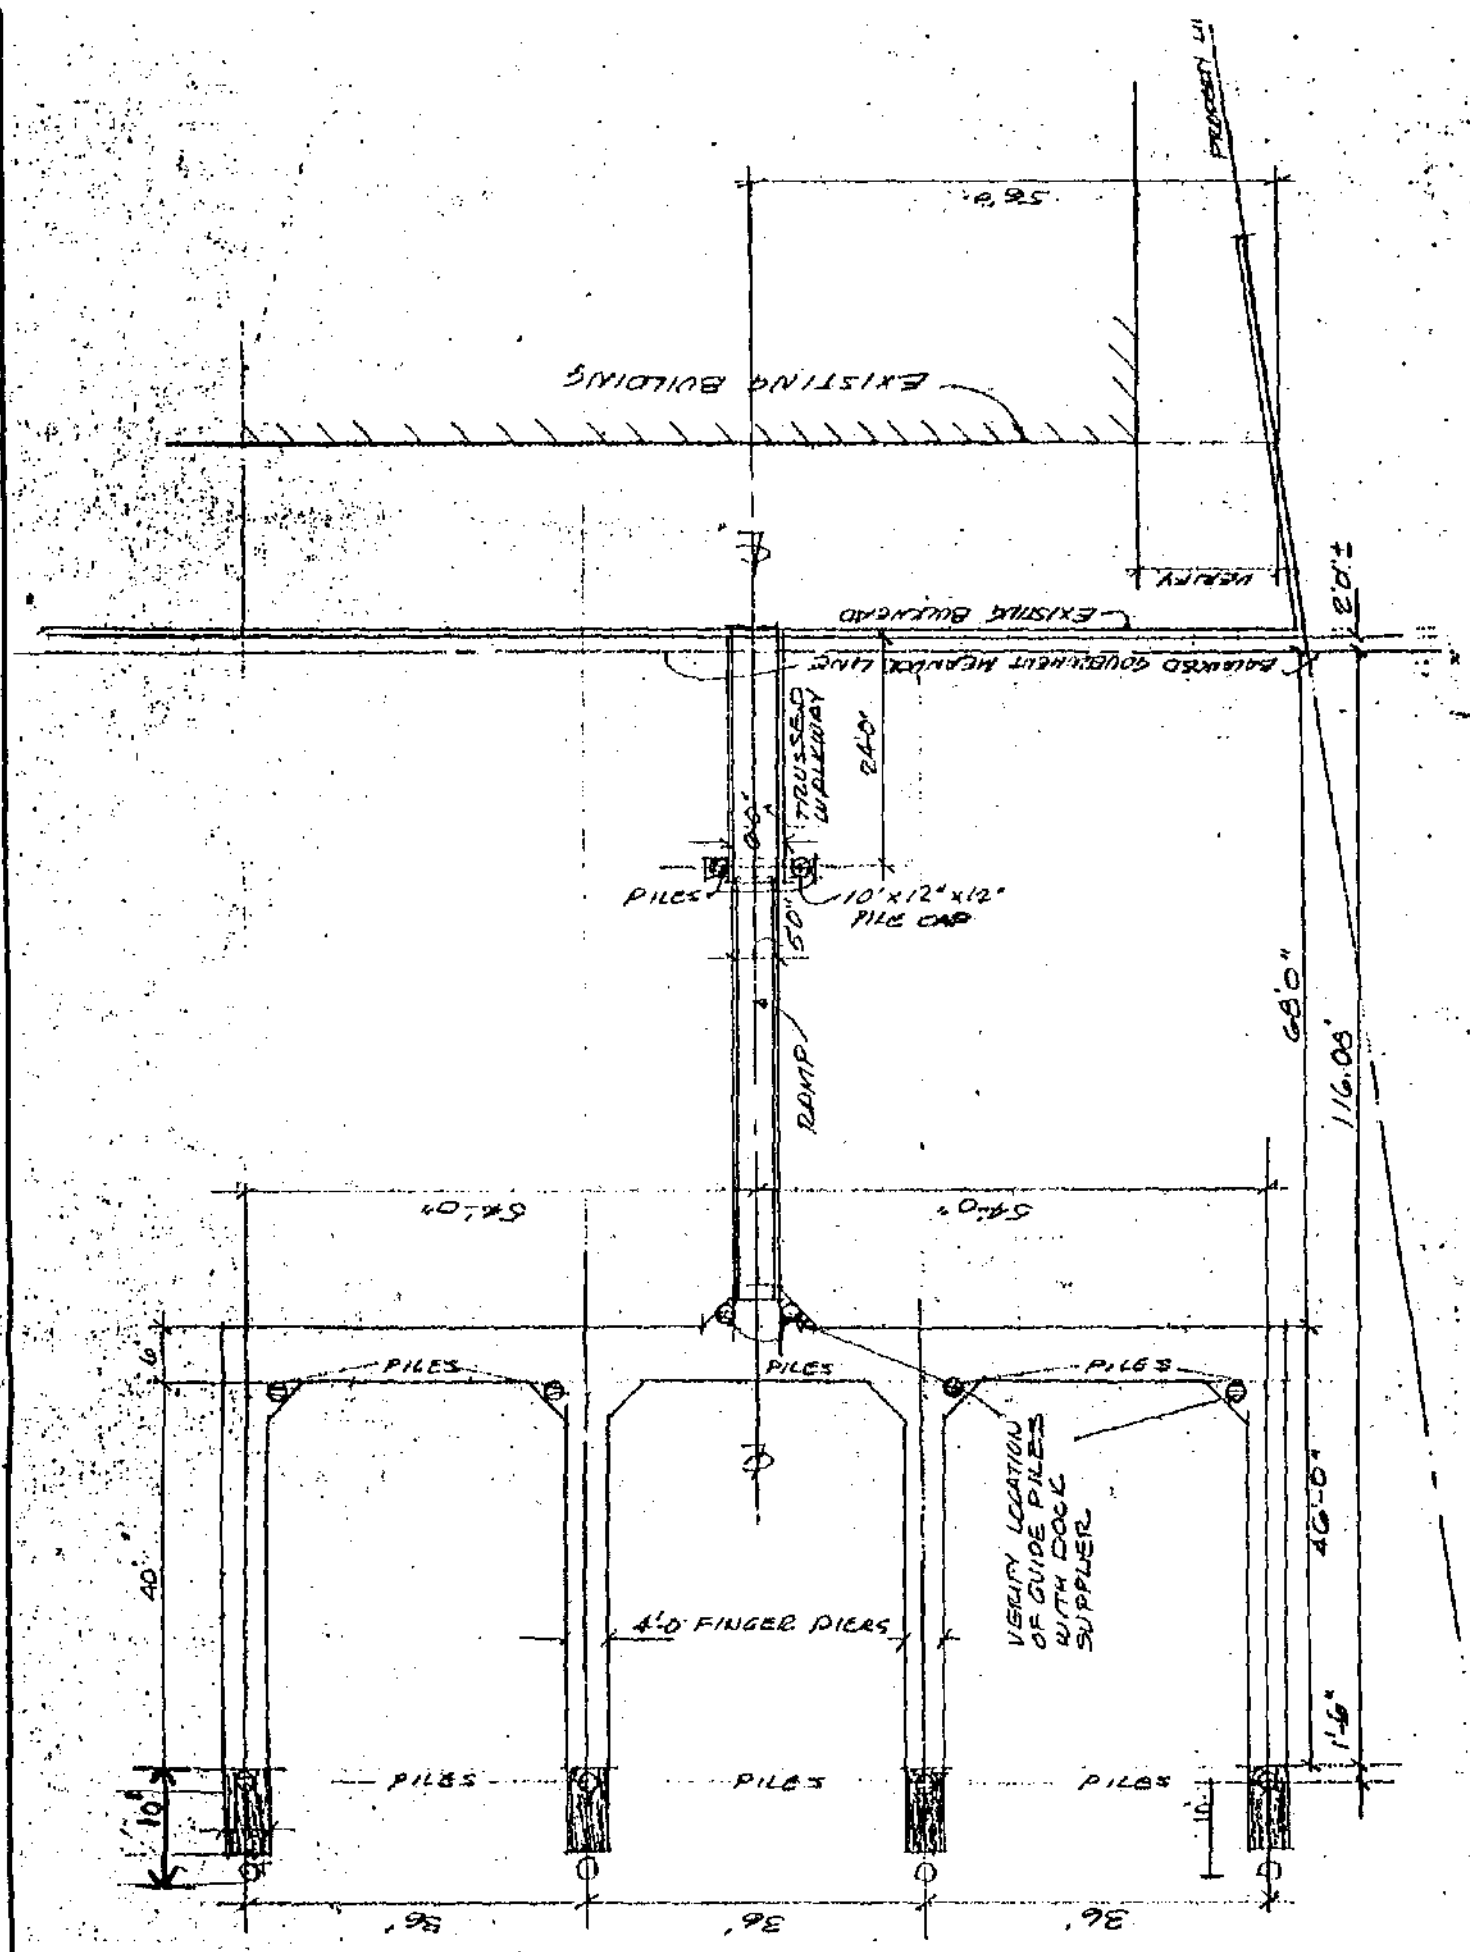 PROPERTY
56'0"
EXISTING BUILDING
VERIFY
2'0"±
EXISTING BULKHEAD
GOVERNMENT MEANDER LINE
TRUSSED
WALKWAY
24'0"
PILES
10'x12"x12"
PILE CAP
5'0"
RAMP
68'0"
116.08'
54'-0"
54'-0"
6'
PILES
PILES
PILES
40'
VERIFY LOCATION
OF GUIDE PILES
WITH DOCK
SUPPLIER
46'-0"
4'-0" FINGER PIERS
1'-6"
10'
PILES
PILES
PILES
10'
36'
36'
36'